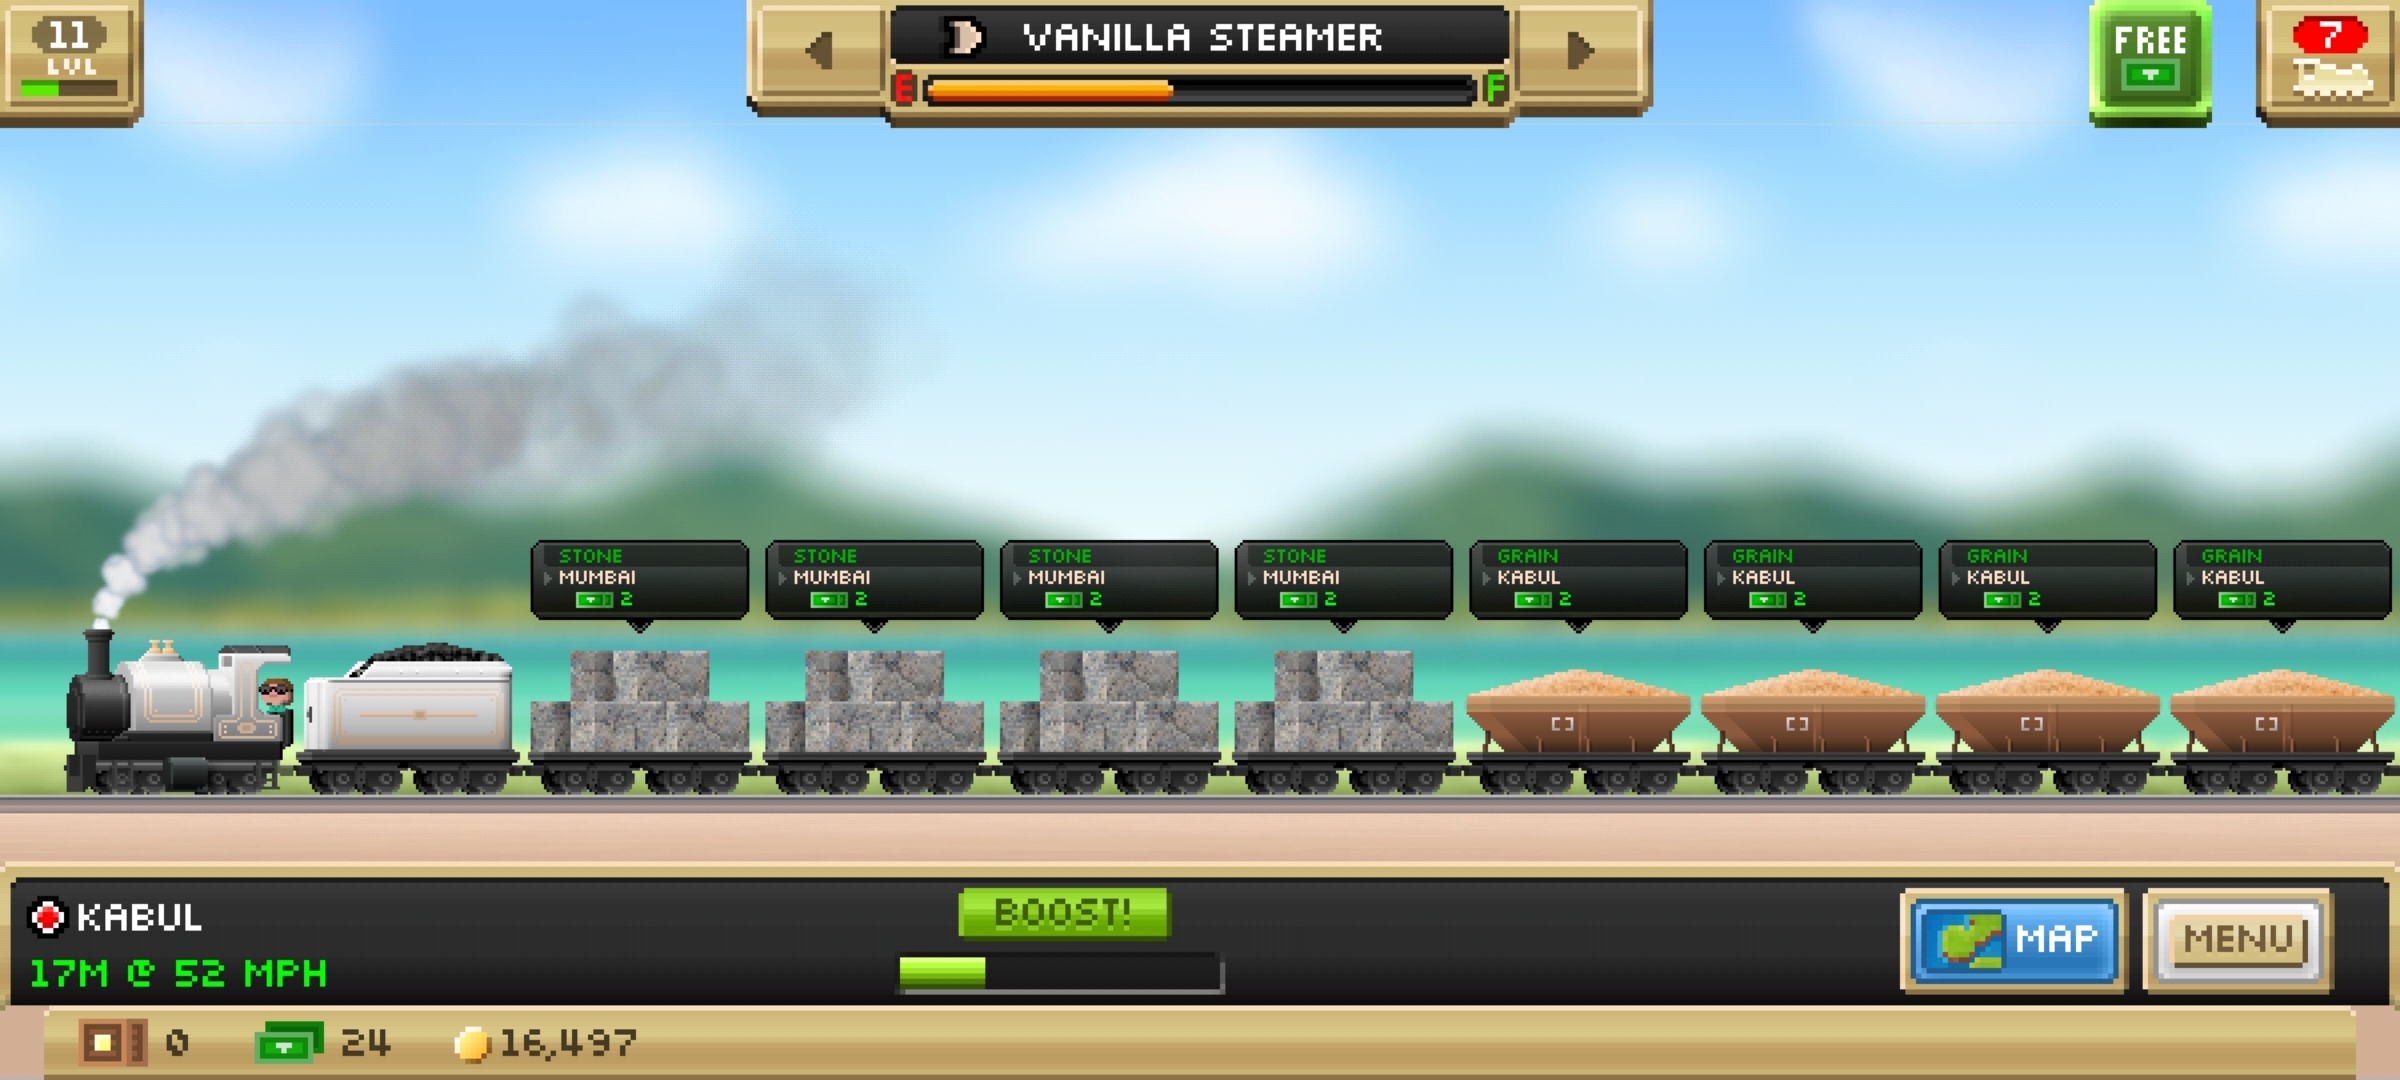 11
LVL
VANILLA STEAMER
E F
FREE
7
STONE
MUMBAI
2
STONE
MUMBAI
2
STONE
MUMBAI
2
STONE
MUMBAI
2
GRAIN
KABUL
2
GRAIN
KABUL
2
GRAIN
KABUL
2
GRAIN
KABUL
2
KABUL
17M @ 52 MPH
BOOST!
MAP
MENU
0
24
16,497